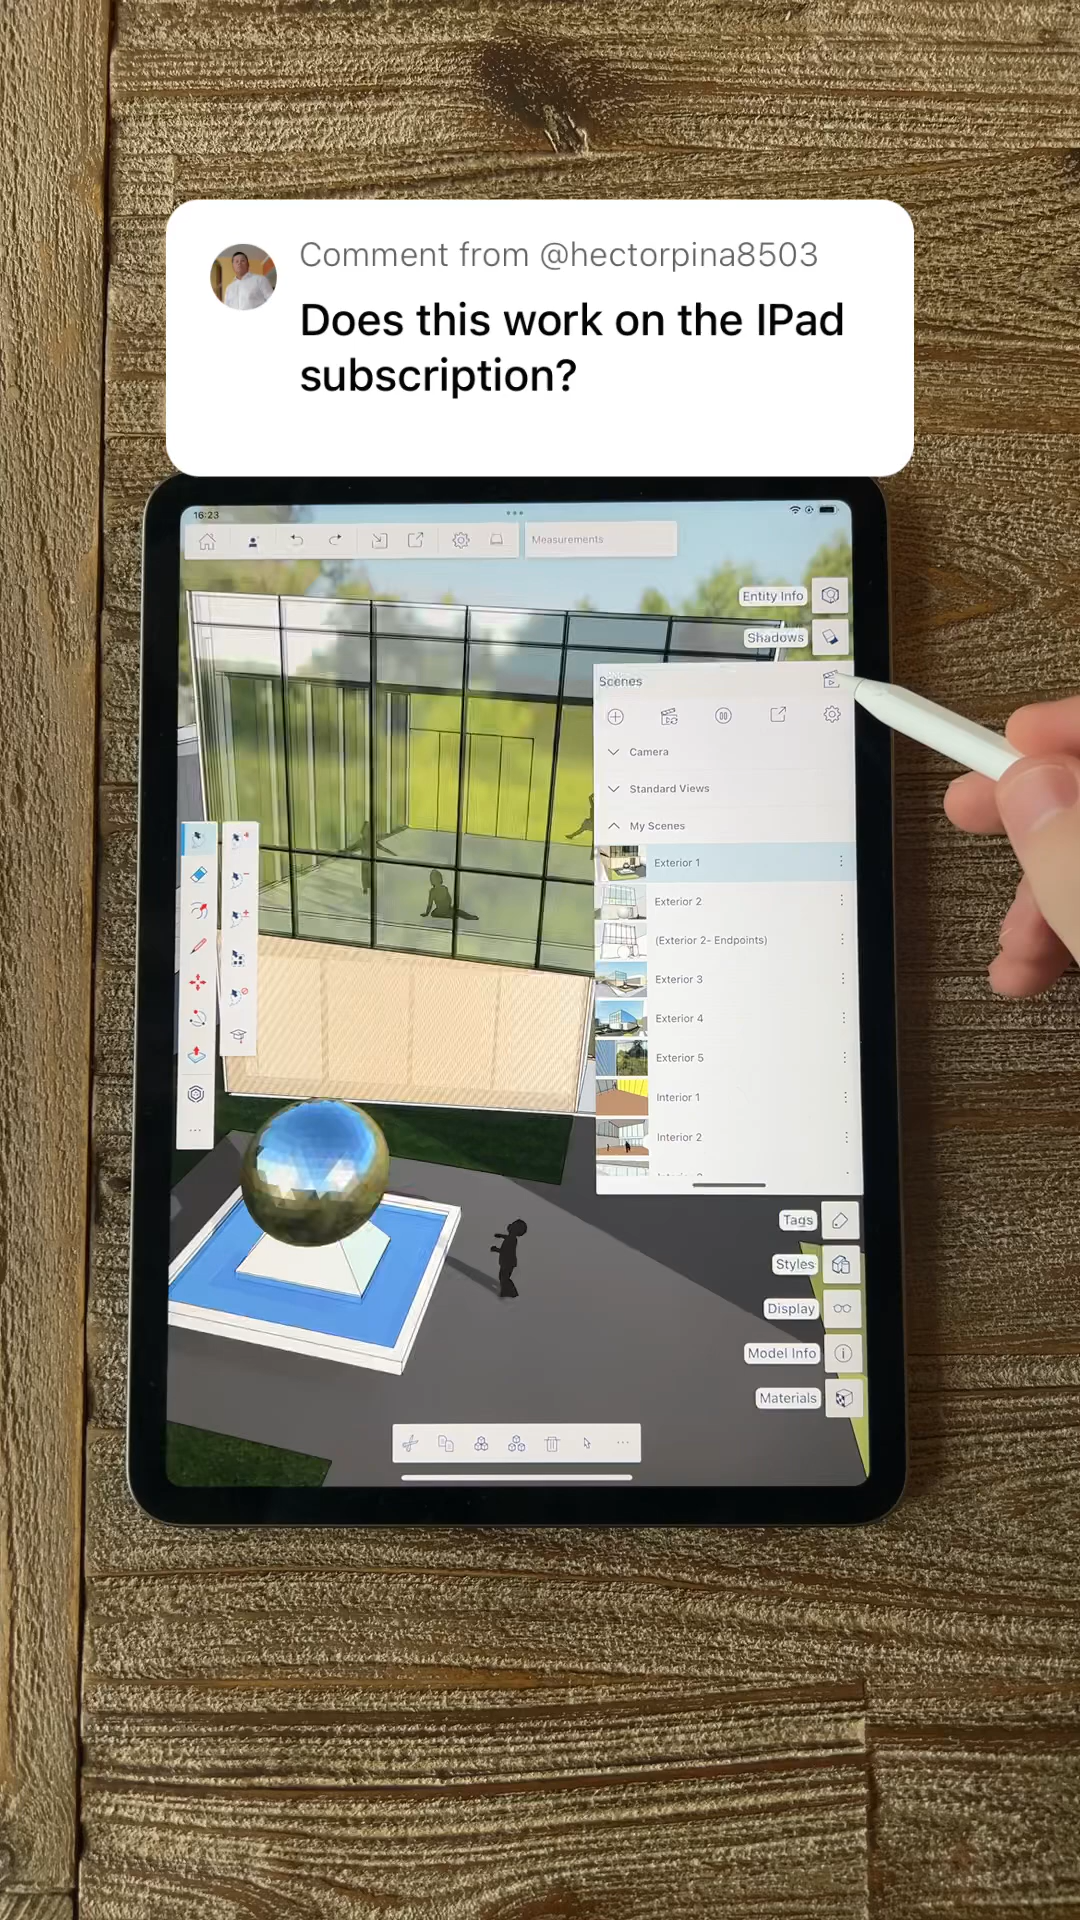 Comment from @hectorpina8503
Does this work on the IPad
subscription?
16:23
Measurements
Entity Info
Shadows
Scenes
Camera
Standard Views
My Scenes
Exterior 1
Exterior 2
(Exterior 2- Endpoints)
Exterior 3
Exterior 4
Exterior 5
Interior 1
Interior 2
Tags
Styles
Display
Model Info
Materials